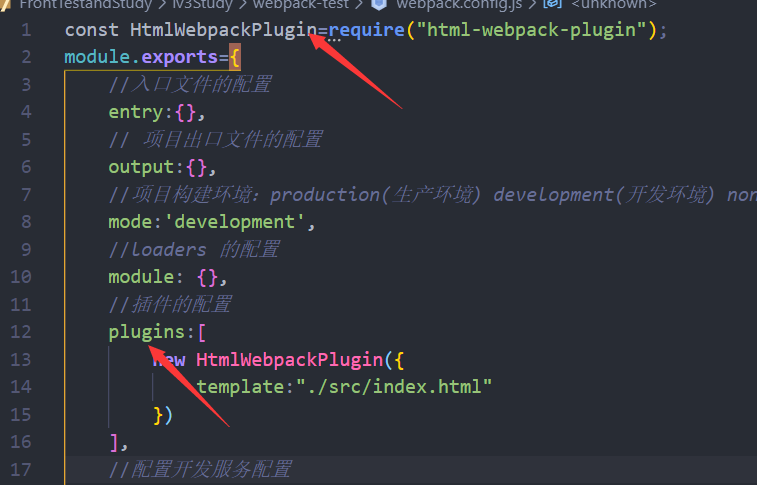 FrontTestandStudy > lv3Study > webpack-test > webpack.config.js > <unknown>
1 const HtmlWebpackPlugin=require("html-webpack-plugin");
2 module.exports={
3 //入口文件的配置
4 entry:{},
5 // 项目出口文件的配置
6 output:{},
7 //项目构建环境：production(生产环境) development(开发环境) non
8 mode:'development',
9 //loaders 的配置
10 module: {},
11 //插件的配置
12 plugins:[
13 new HtmlWebpackPlugin({
14 template:"./src/index.html"
15 })
16 ],
17 //配置开发服务配置